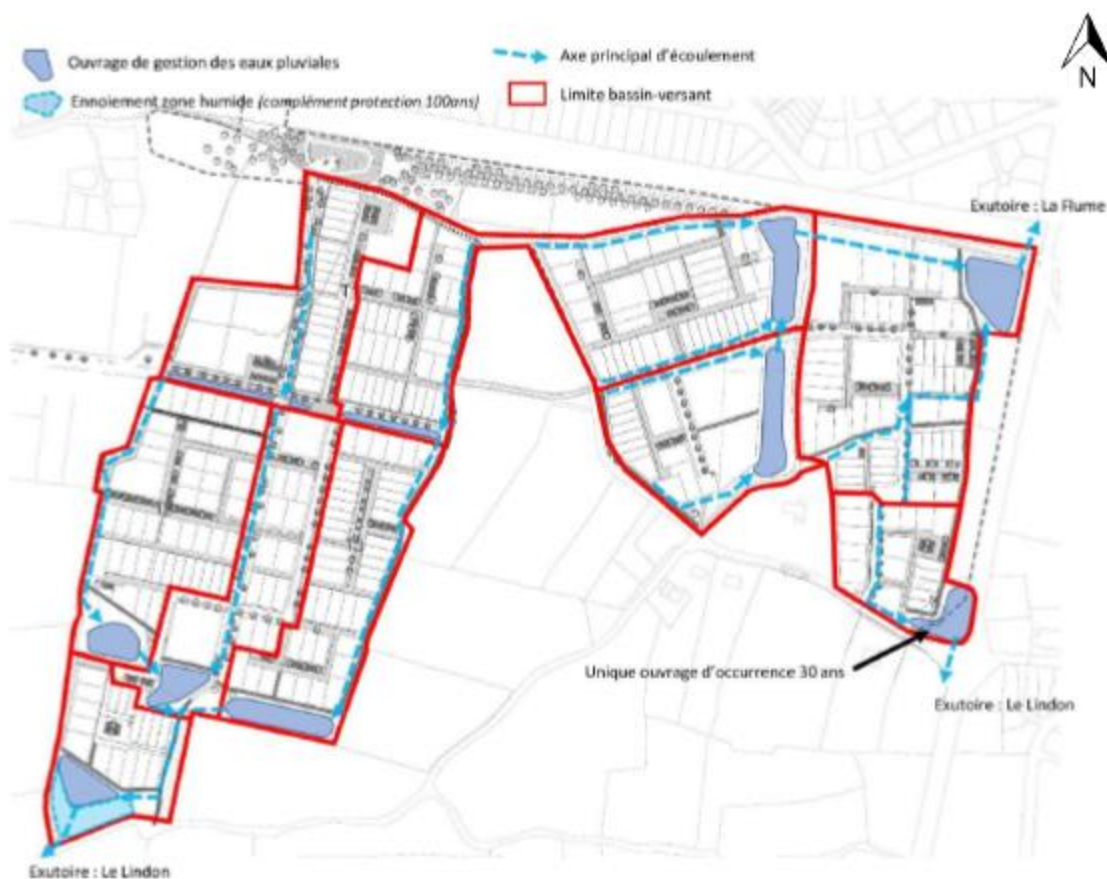 Ouvrage de gestion des eaux pluviales
Axe principal d'écoulement
Ennoiement zone humide (complément protection 100ans)
Limite bassin-versant
N
Exutoire : La Flume
Unique ouvrage d'occurrence 30 ans
Exutoire : Le Lindon
Exutoire : Le Lindon